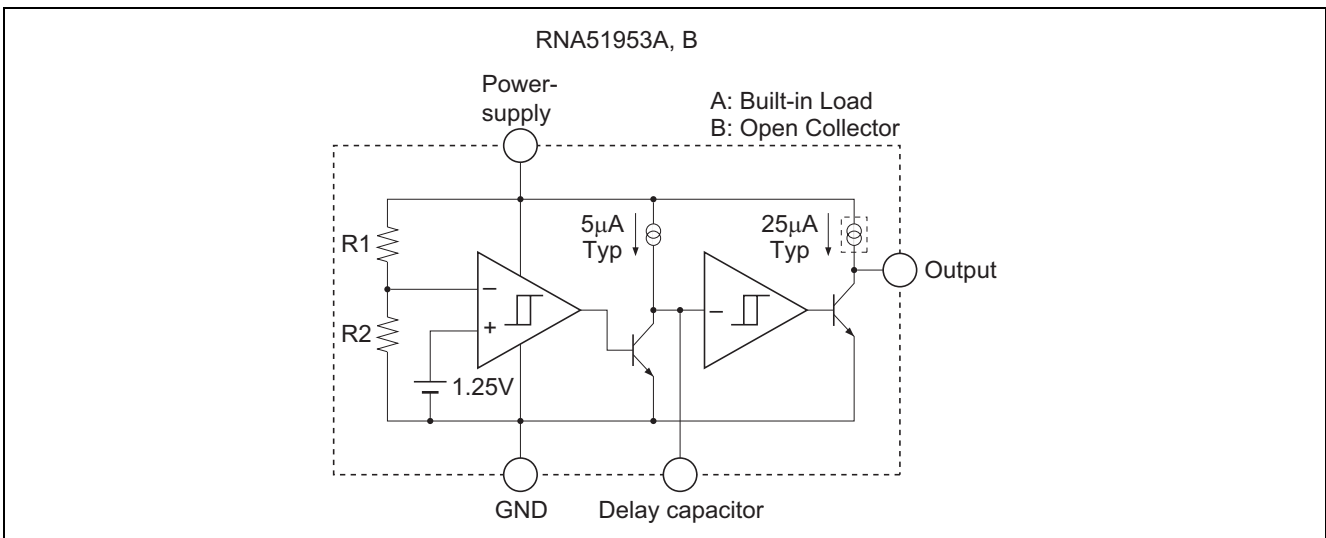 RNA51953A, B
Power-
supply
A: Built-in Load
B: Open Collector
5μA
Typ
25μA
Typ
R1
−
Output
−
R2
+
1.25V
GND
Delay capacitor